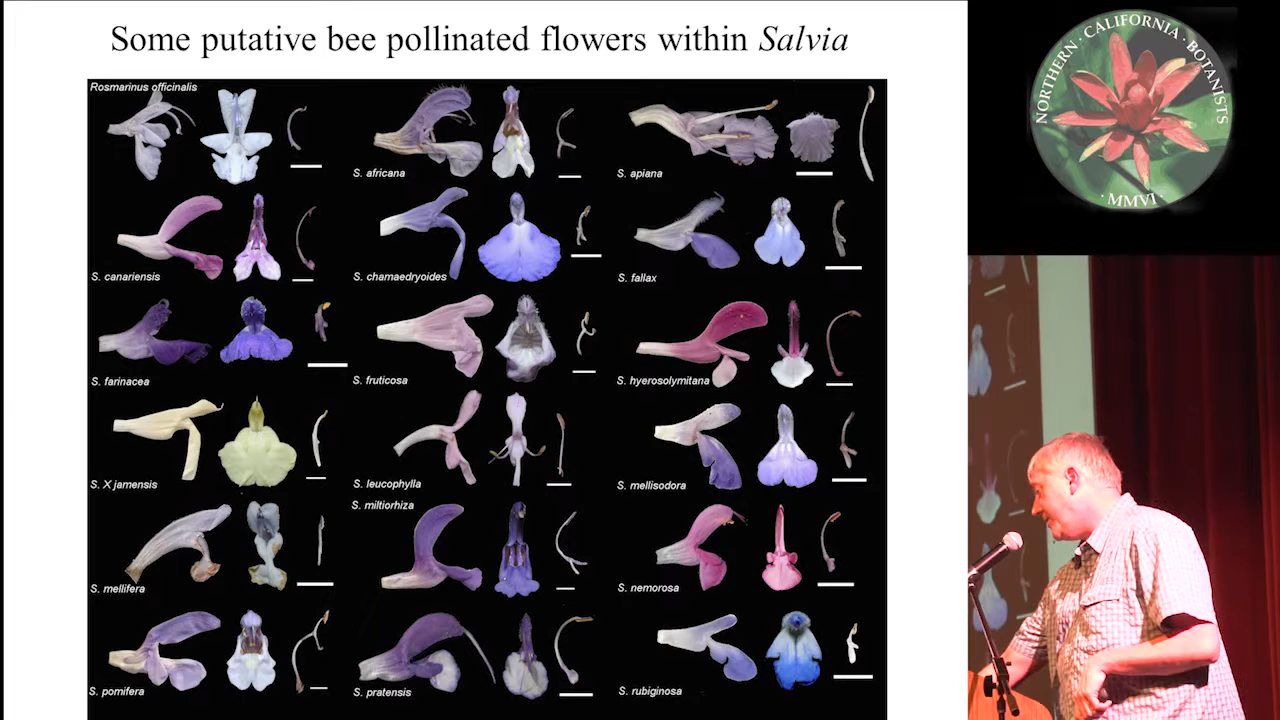 Some putative bee pollinated flowers within Salvia
NORTHERN · CALIFORNIA · BOTANISTS
· MMVI ·
Rosmarinus officinalis
S. africana
S. apiana
S. canariensis
S. chamaedryoides
S. fallax
S. farinacea
S. fruticosa
S. hyerosolymitana
S. X jamensis
S. leucophylla
S. mellisodora
S. miltiorhiza
S. mellifera
S. nemorosa
S. pomifera
S. pratensis
S. rubiginosa